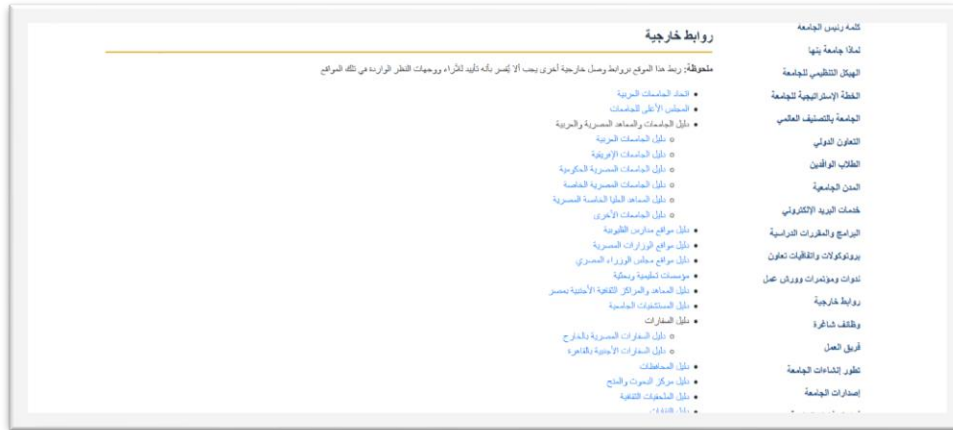 كلمة رئيس الجامعة
لماذا جامعة بنها
الهيكل التنظيمي للجامعة
الخطة الإستراتيجية للجامعة
الجامعة بالتصنيف العالمي
التعاون الدولي
الطلاب الوافدين
المدن الجامعية
خدمات البريد الإلكتروني
البرامج والمقررات الدراسية
بروتوكولات واتفاقيات تعاون
ندوات ومؤتمرات وورش عمل
روابط خارجية
وظائف شاغرة
فريق العمل
تطور إنشاءات الجامعة
إصدارات الجامعة
روابط خارجية
ملحوظة: ربط هذا الموقع بروابط وصل خارجية أخرى يجب ألا يُفسر بأنه تأييد للآراء ووجهات النظر الواردة في تلك المواقع
اتحاد الجامعات العربية
المجلس الأعلى للجامعات
دليل الجامعات والمعاهد المصرية والعربية
دليل الجامعات العربية
دليل الجامعات الإفريقية
دليل الجامعات المصرية الحكومية
دليل الجامعات المصرية الخاصة
دليل المعاهد العليا الخاصة المصرية
دليل الجامعات الأخرى
دليل مواقع مدارس القليوبية
دليل مواقع الوزارات المصرية
دليل مواقع مجلس الوزراء المصري
مؤسسات تعليمية وبحثية
دليل المعاهد والمراكز الثقافية الأجنبية بمصر
دليل المستشفيات الجامعية
دليل السفارات
دليل السفارات المصرية بالخارج
دليل السفارات الأجنبية بالقاهرة
دليل المحافظات
دليل مركز البحوث والمنح
دليل الملحقيات الثقافية
دليل النقابات